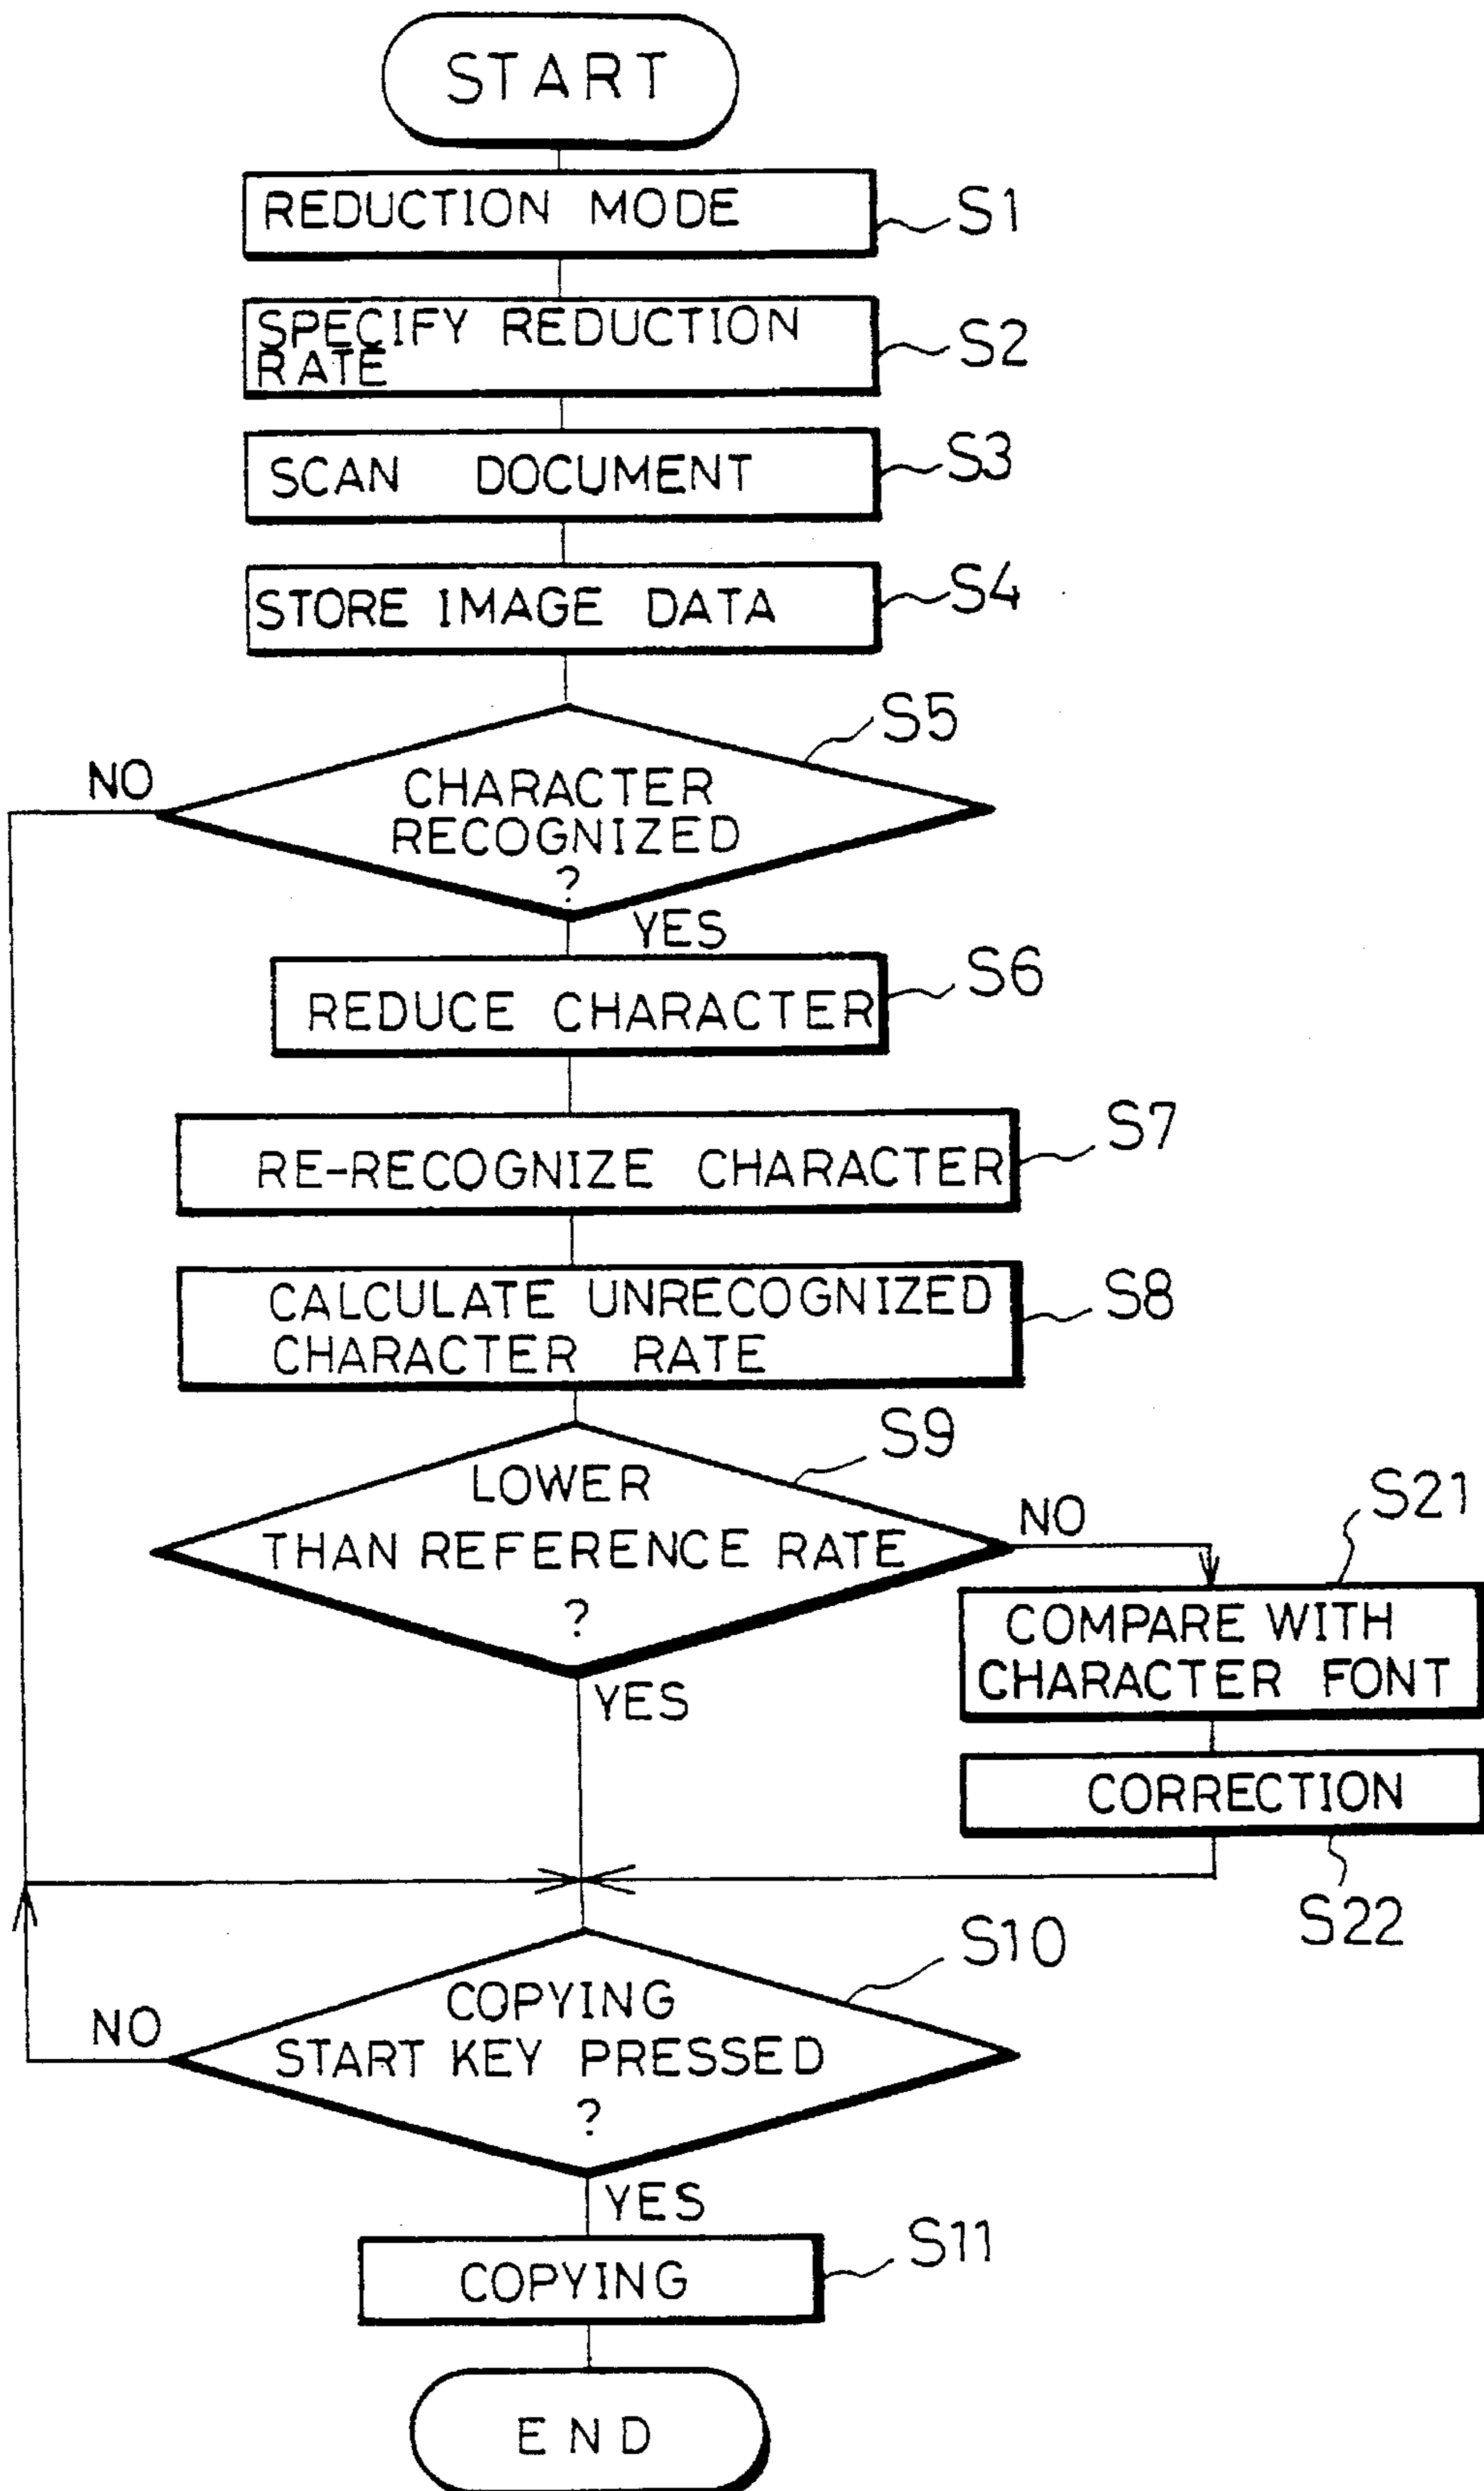 START
REDUCTION MODE
S1
SPECIFY REDUCTION
RATE
S2
SCAN DOCUMENT
S3
STORE IMAGE DATA
S4
S5
NO
CHARACTER
RECOGNIZED
?
YES
REDUCE CHARACTER
S6
RE-RECOGNIZE CHARACTER
S7
CALCULATE UNRECOGNIZED
CHARACTER RATE
S8
S9
LOWER
THAN REFERENCE RATE
?
NO
S21
COMPARE WITH
CHARACTER FONT
YES
CORRECTION
S22
S10
COPYING
START KEY PRESSED
?
NO
YES
COPYING
S11
END